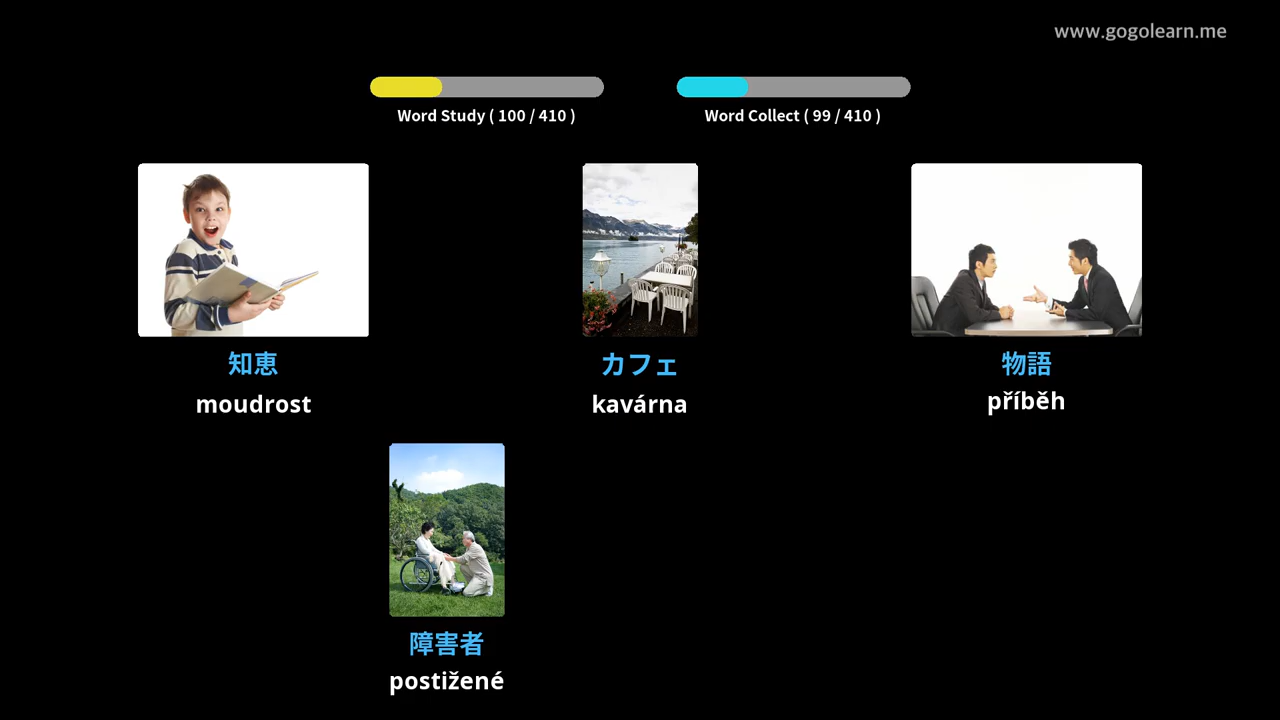 www.gogolearn.me
Word Study ( 100 / 410 )
Word Collect ( 99 / 410 )
知恵
カフェ
物語
moudrost
kavárna
příběh
障害者
postižené